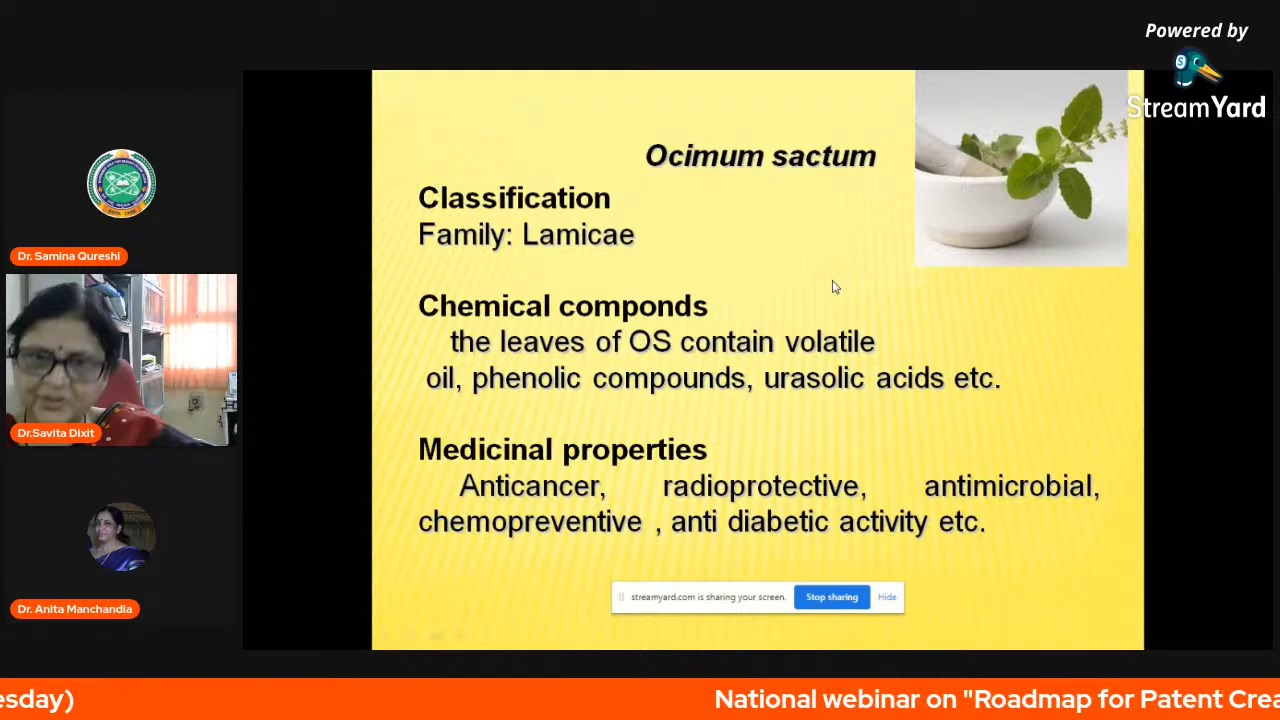 Powered by
StreamYard
Ocimum sactum
Classification
Family: Lamicae
Chemical componds
the leaves of OS contain volatile
oil, phenolic compounds, urasolic acids etc.
Medicinal properties
Anticancer, radioprotective, antimicrobial,
chemopreventive , anti diabetic activity etc.
streamyard.com is sharing your screen. Stop sharing Hide
Dr. Samina Qureshi
Dr.Savita Dixit
Dr. Anita Manchandia
esday) National webinar on "Roadmap for Patent Crea